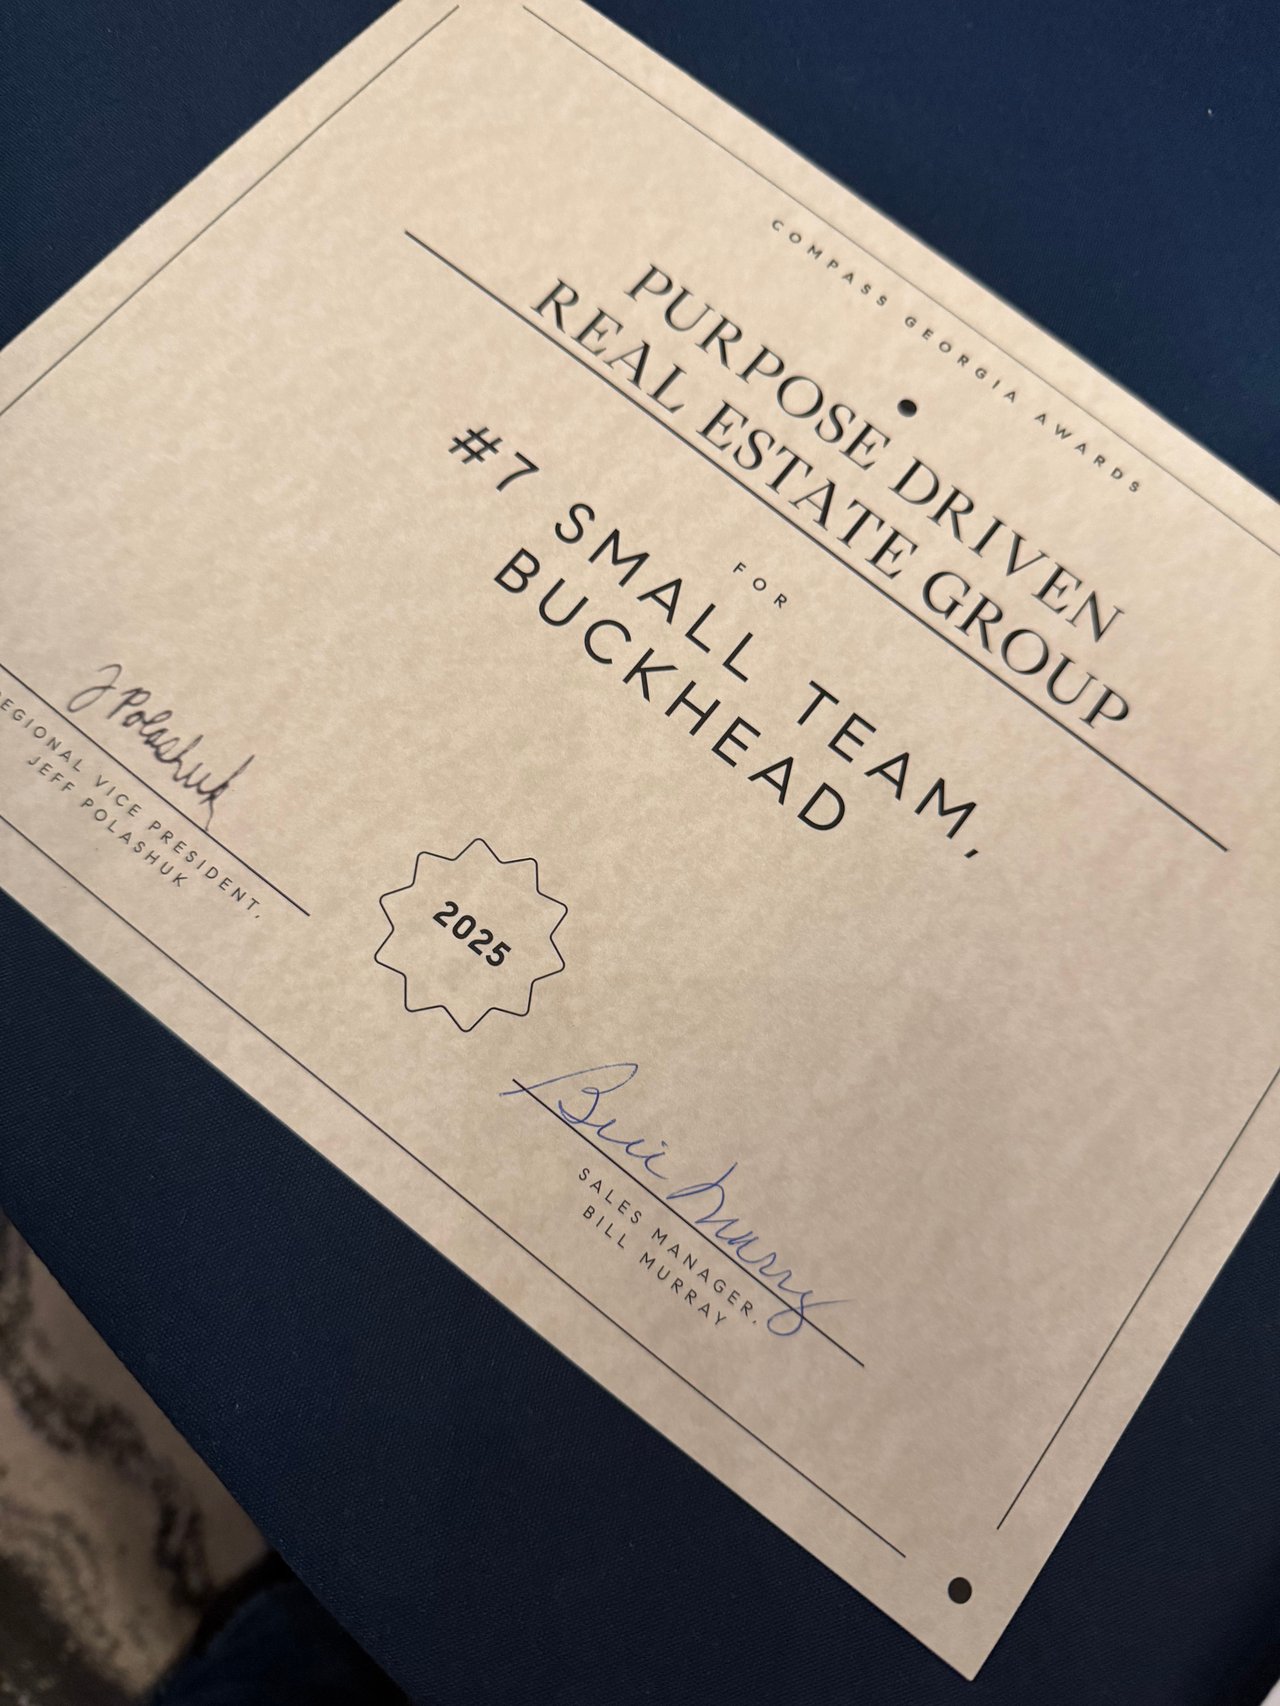 COMPASS GEORGIA AWARDS
PURPOSE DRIVEN
REAL ESTATE GROUP
FOR
#7 SMALL TEAM,
BUCKHEAD
J Polashuk
REGIONAL VICE PRESIDENT,
JEFF POLASHUK
2025
Bill Murray
SALES MANAGER,
BILL MURRAY